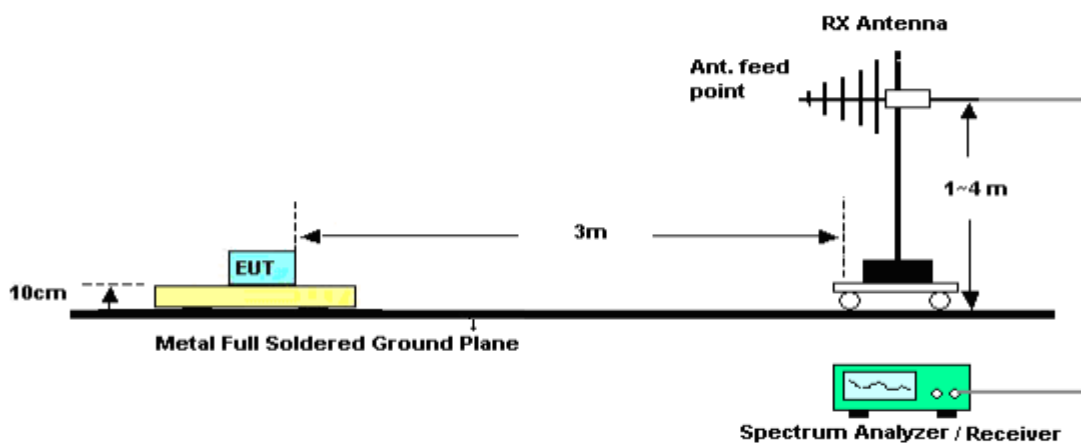 RX Antenna
Ant. feed
point
1~4 m
3m
EUT
10cm
Metal Full Soldered Ground Plane
Spectrum Analyzer / Receiver